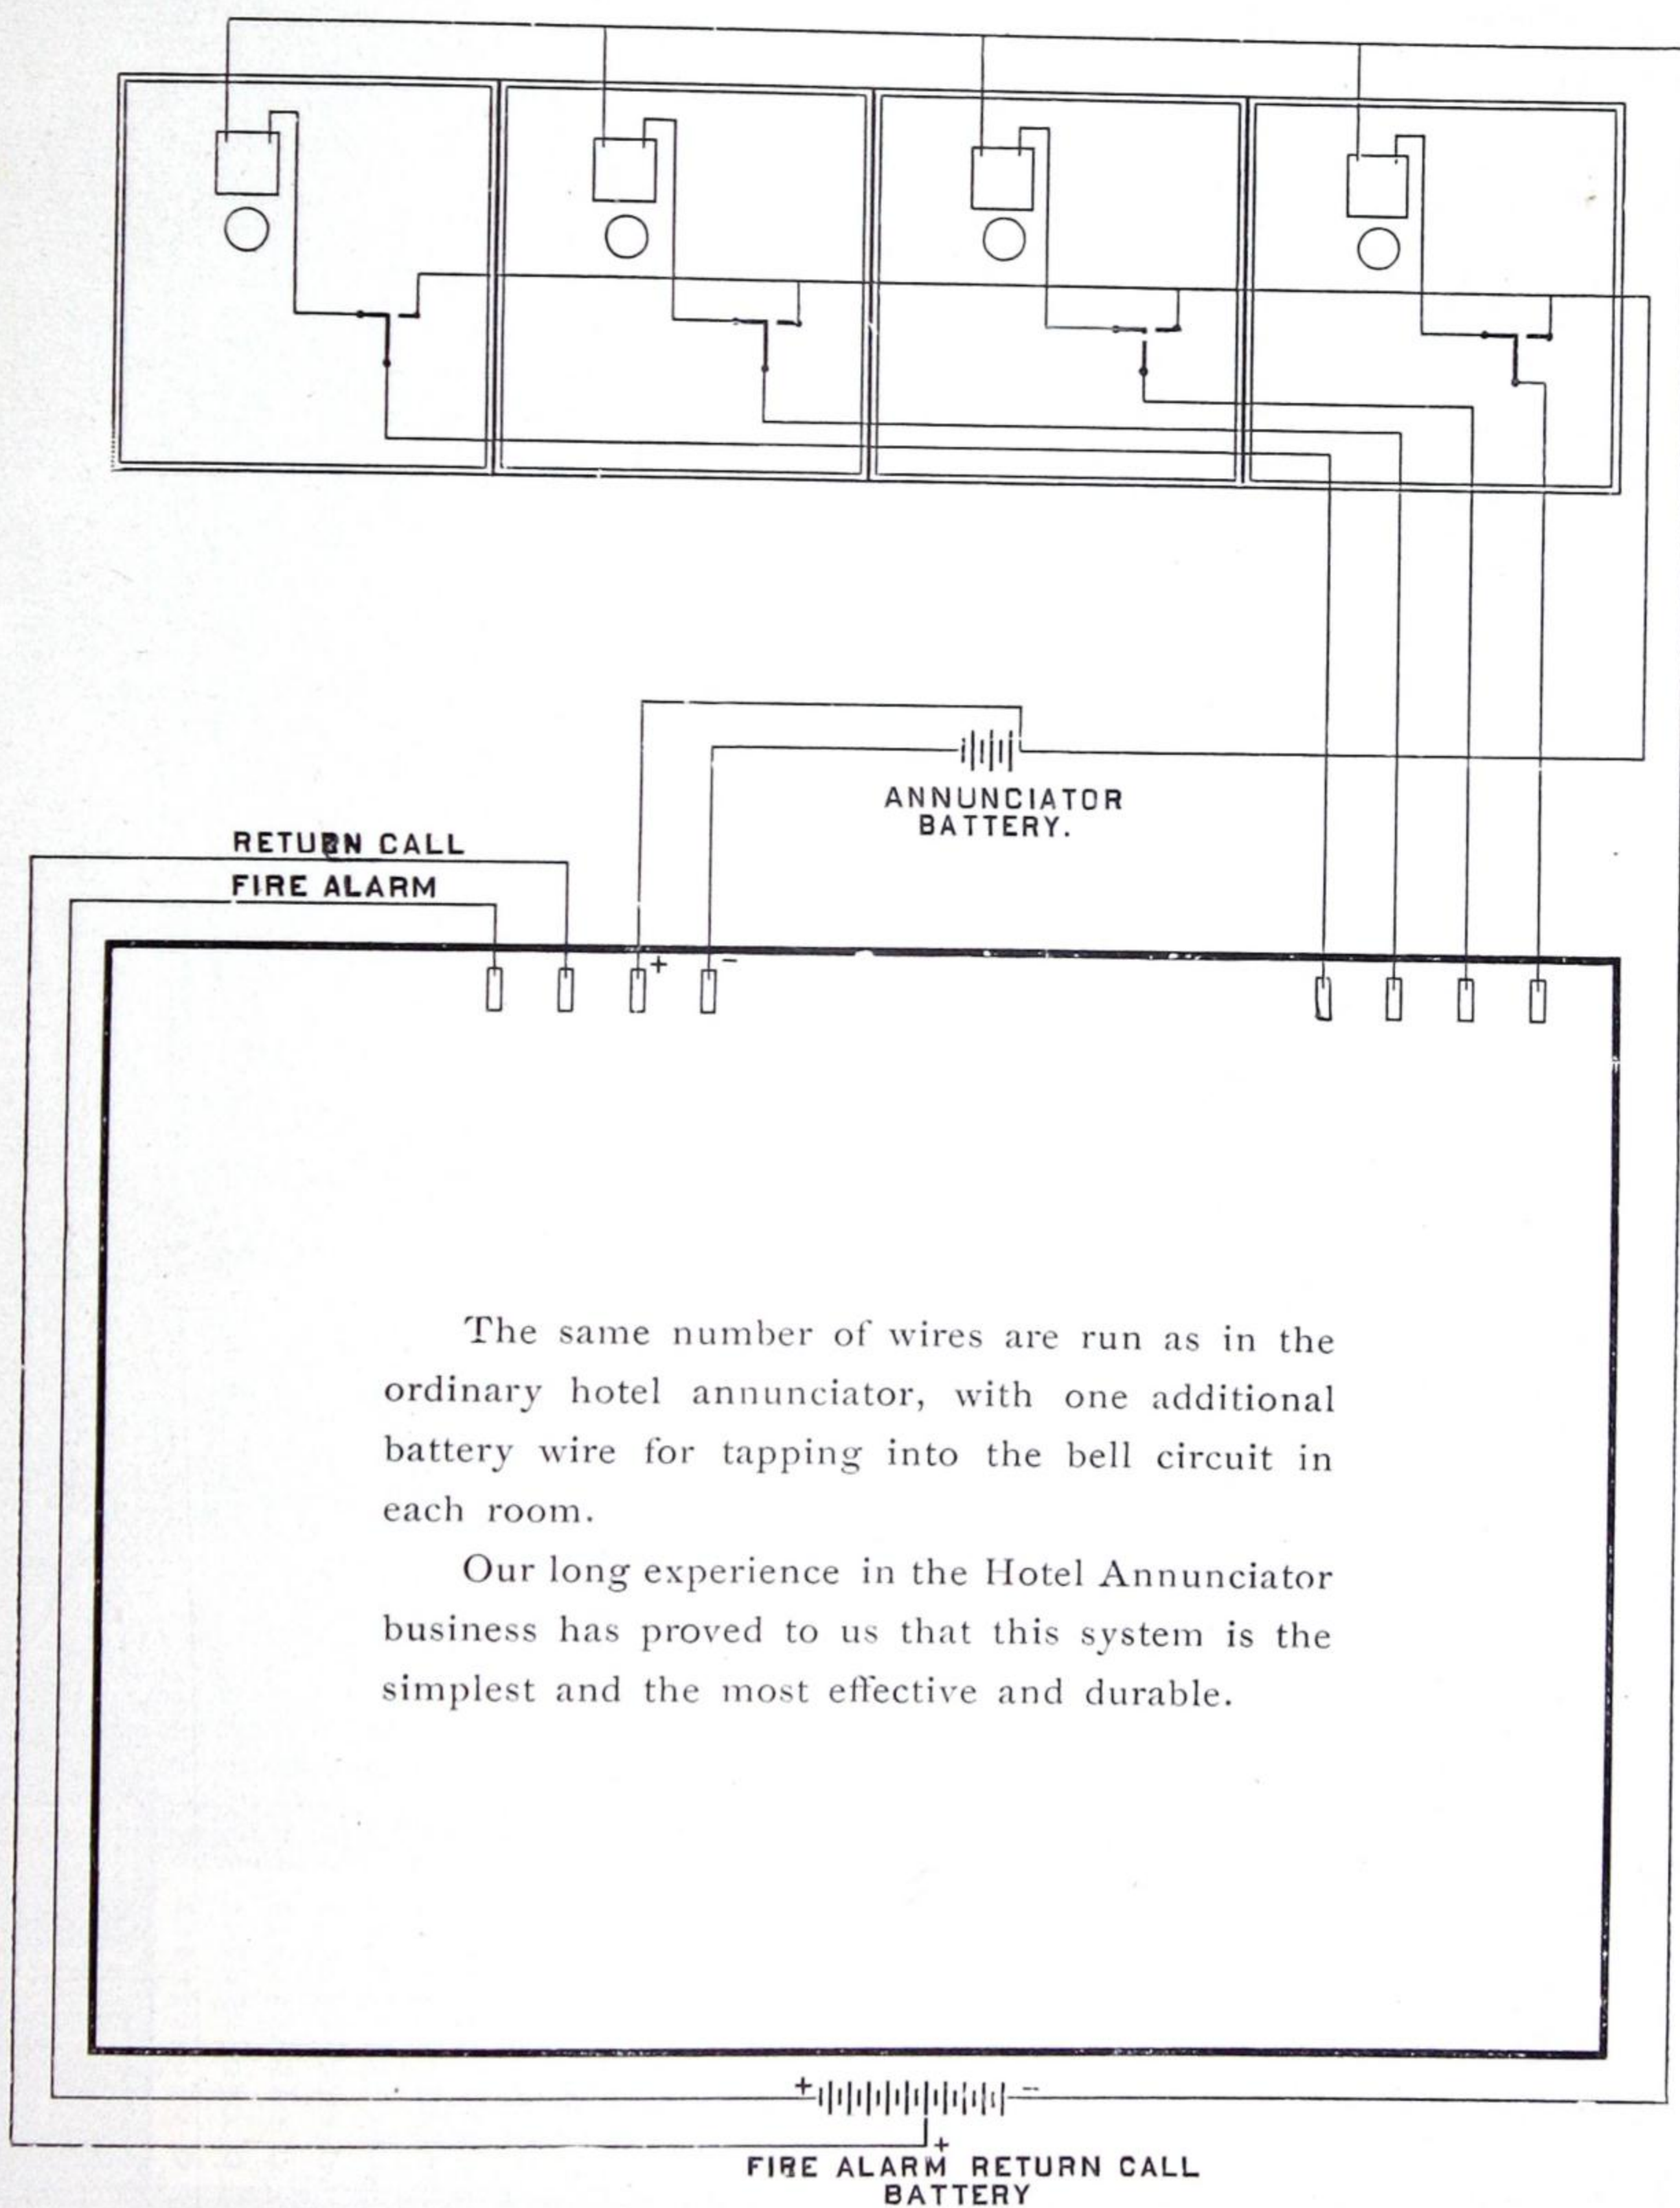 ANNUNCIATOR
BATTERY.
RETURN CALL
FIRE ALARM
+ −
The same number of wires are run as in the
ordinary hotel annunciator, with one additional
battery wire for tapping into the bell circuit in
each room.
Our long experience in the Hotel Annunciator
business has proved to us that this system is the
simplest and the most effective and durable.
+ −
+
FIRE ALARM RETURN CALL
BATTERY